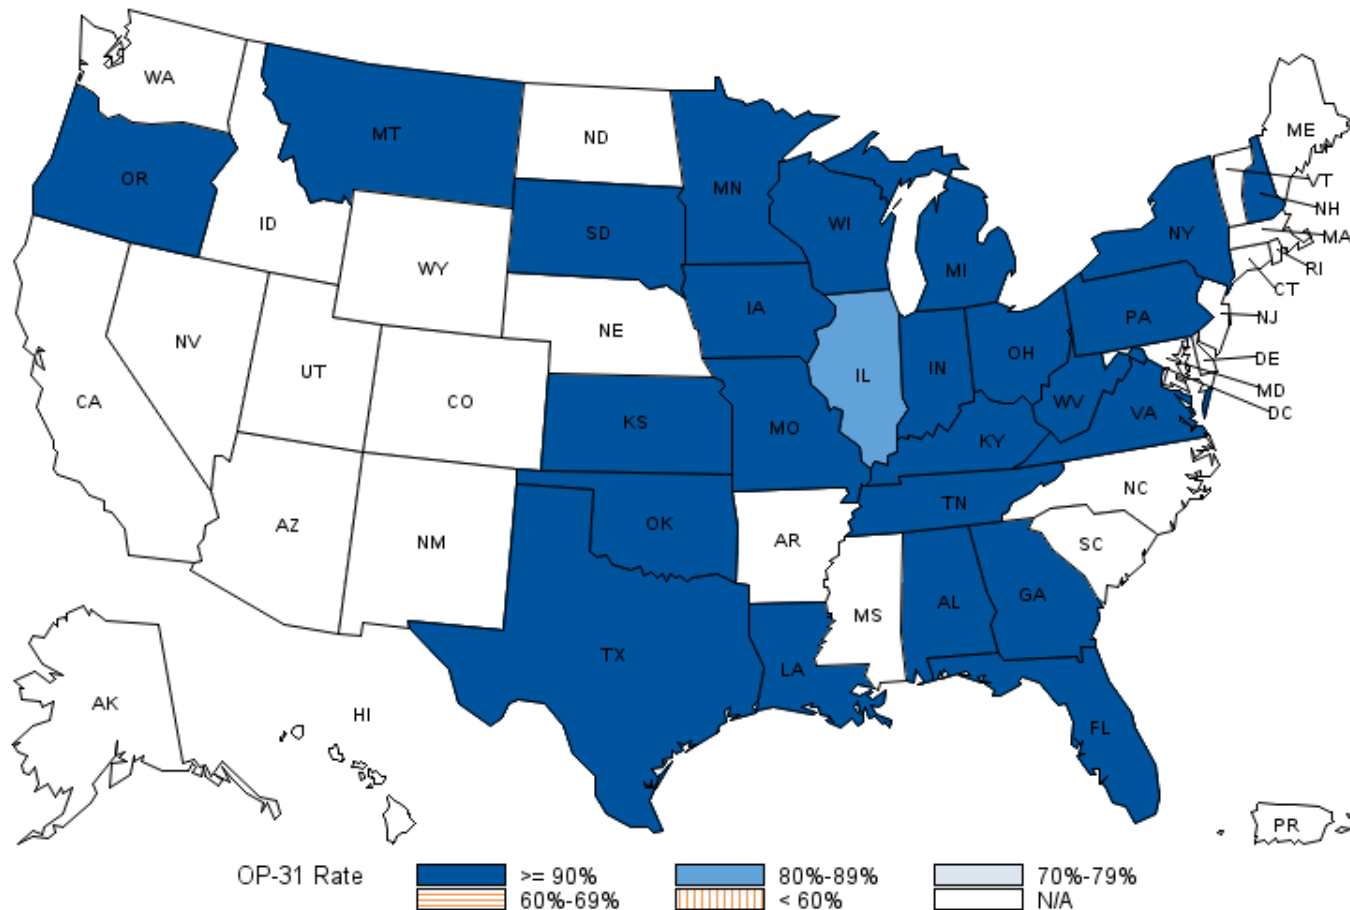 WA
MT
ND
ME
OR
MN
VT
ID
SD
WI
NH
NY
MA
WY
MI
RI
CT
IA
PA
NJ
NE
NV
OH
DE
UT
IL
IN
MD
CA
CO
WV
DC
VA
KS
MO
KY
NC
TN
AZ
OK
NM
AR
SC
GA
AL
MS
TX
LA
AK
HI
FL
PR
OP-31 Rate
>= 90%
80%-89%
70%-79%
60%-69%
< 60%
N/A